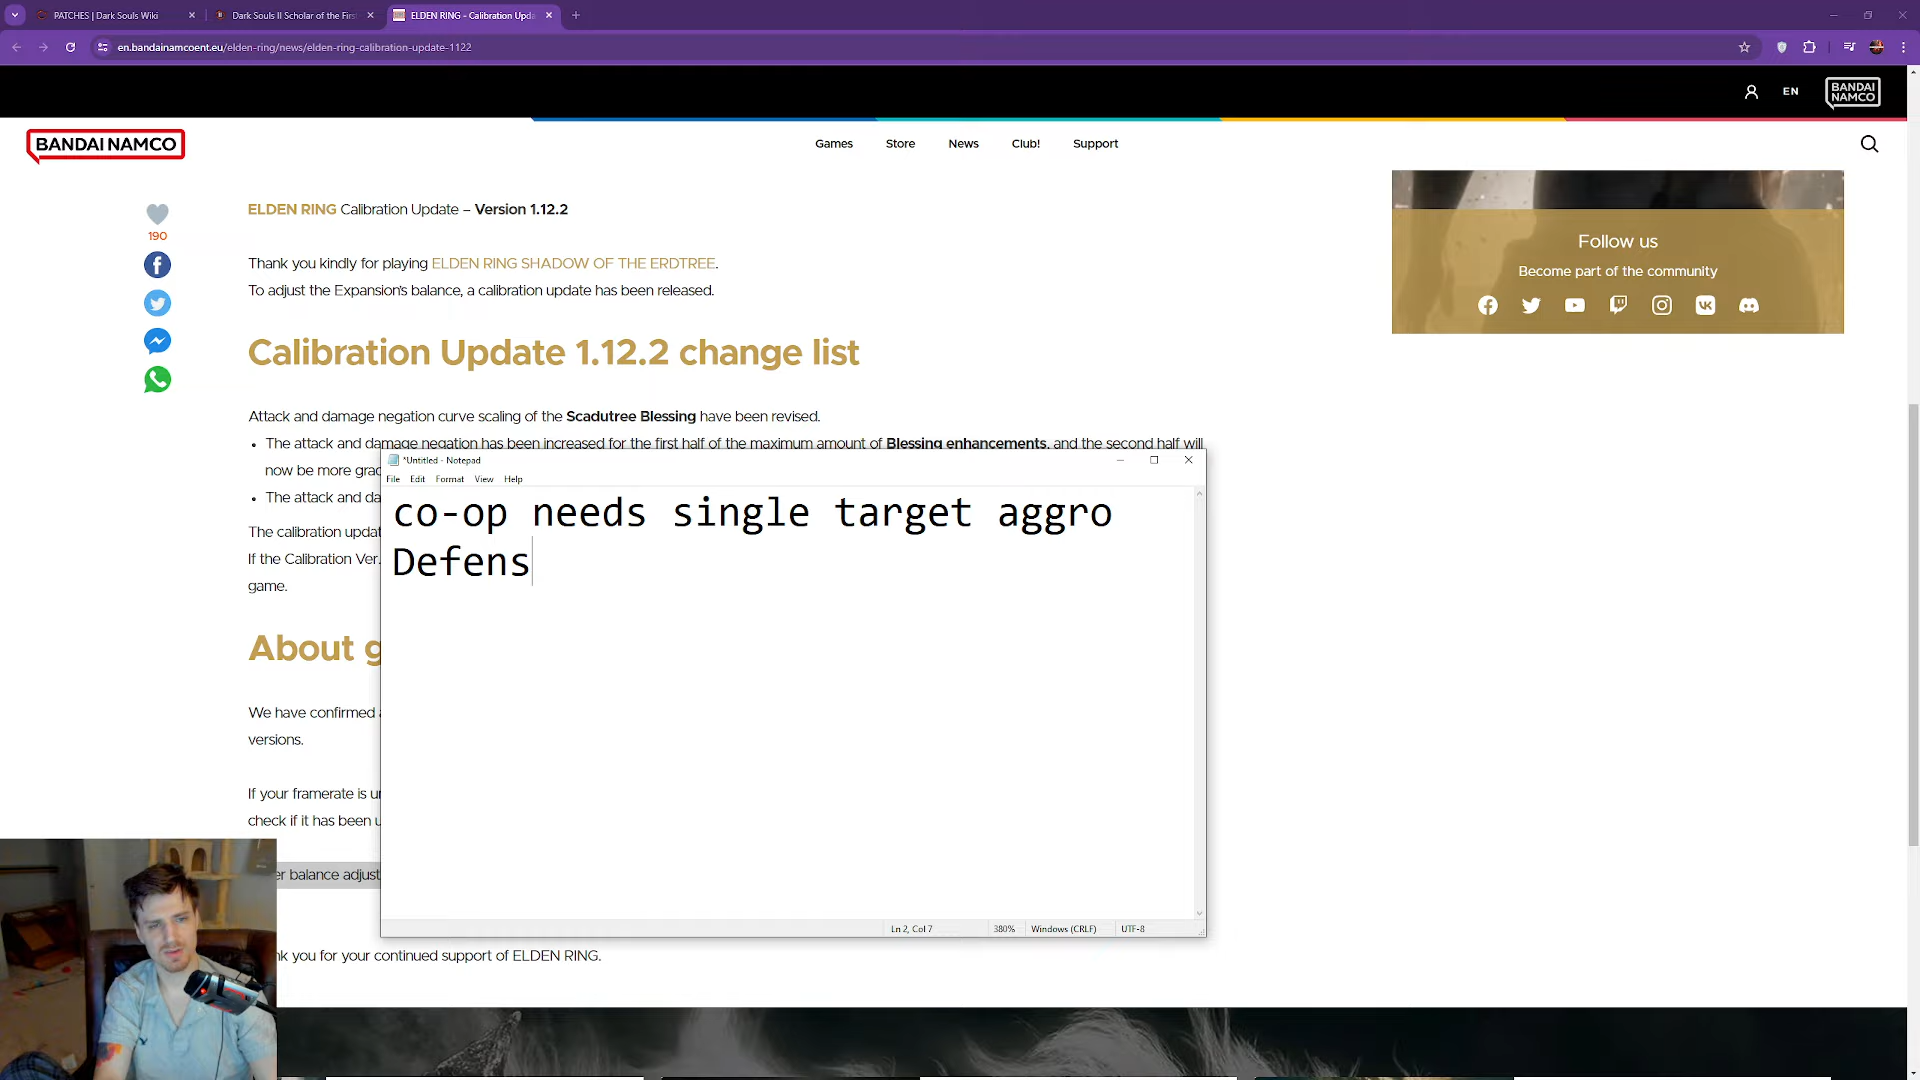 PATCHES | Dark Souls Wiki
Dark Souls II Scholar of the First
ELDEN RING - Calibration Upda
en.bandainamcoent.eu/elden-ring/news/elden-ring-calibration-update-1122
EN
BANDAI
NAMCO
BANDAI NAMCO
Games
Store
News
Club!
Support
190
ELDEN RING Calibration Update – Version 1.12.2
Thank you kindly for playing ELDEN RING SHADOW OF THE ERDTREE.
To adjust the Expansion's balance, a calibration update has been released.
Follow us
Become part of the community
Calibration Update 1.12.2 change list
Attack and damage negation curve scaling of the Scadutree Blessing have been revised.
• The attack and damage negation has been increased for the first half of the maximum amount of Blessing enhancements, and the second half will
now be more grad
• The attack and da
The calibration updat
If the Calibration Ver.
game.
About g
We have confirmed a
versions.
If your framerate is u
check if it has been u
er balance adjust
nk you for your continued support of ELDEN RING.
*Untitled - Notepad
File
Edit
Format
View
Help
co-op needs single target aggro
Defens
Ln 2, Col 7
380%
Windows (CRLF)
UTF-8